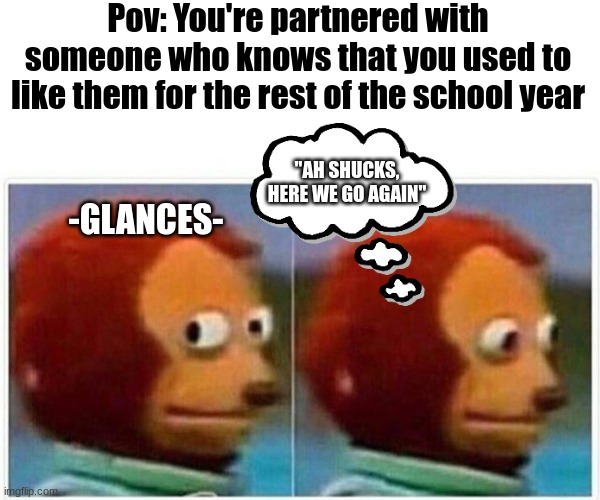 Pov: You're partnered with
someone who knows that you used to
like them for the rest of the school year
"AH SHUCKS,
HERE WE GO AGAIN"
-GLANCES-
imgflip.com